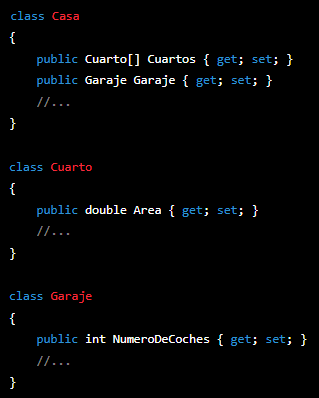 class Casa
{
    public Cuarto[] Cuartos { get; set; }
    public Garaje Garaje { get; set; }
    //...
}

class Cuarto
{
    public double Area { get; set; }
    //...
}

class Garaje
{
    public int NumeroDeCoches { get; set; }
    //...
}